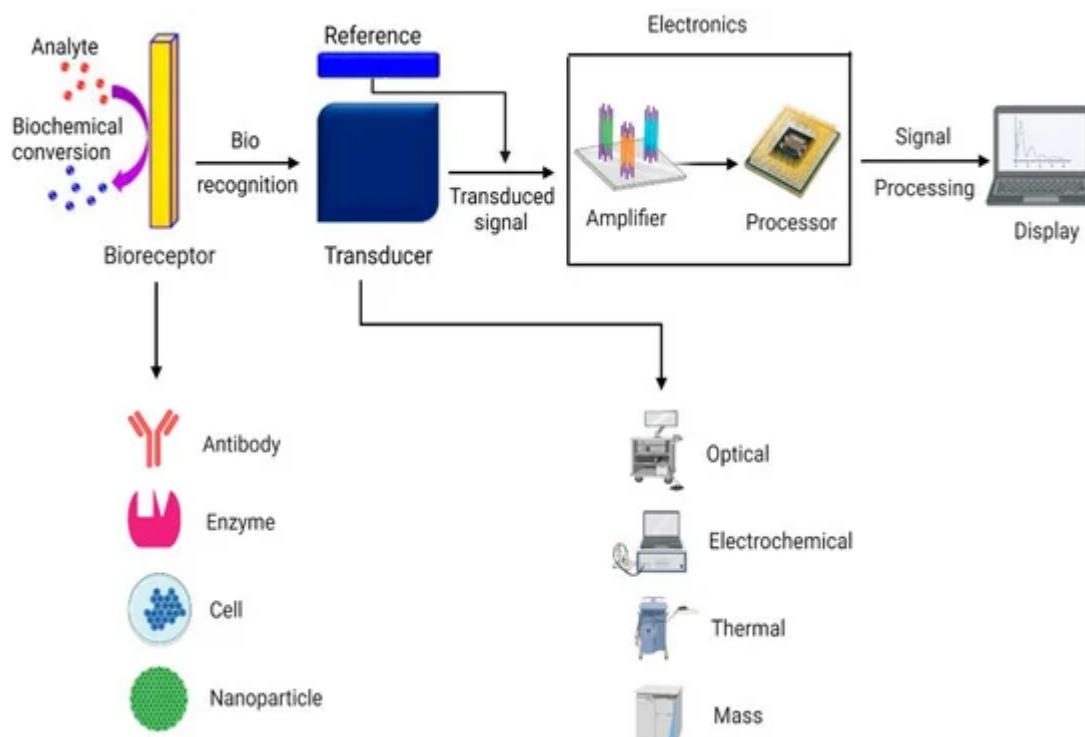 Analyte
Biochemical
conversion
Bioreceptor
Bio
recognition
Reference
Transducer
Transduced
signal
Electronics
Amplifier
Processor
Signal
Processing
Display
Antibody
Enzyme
Cell
Nanoparticle
Optical
Electrochemical
Thermal
Mass